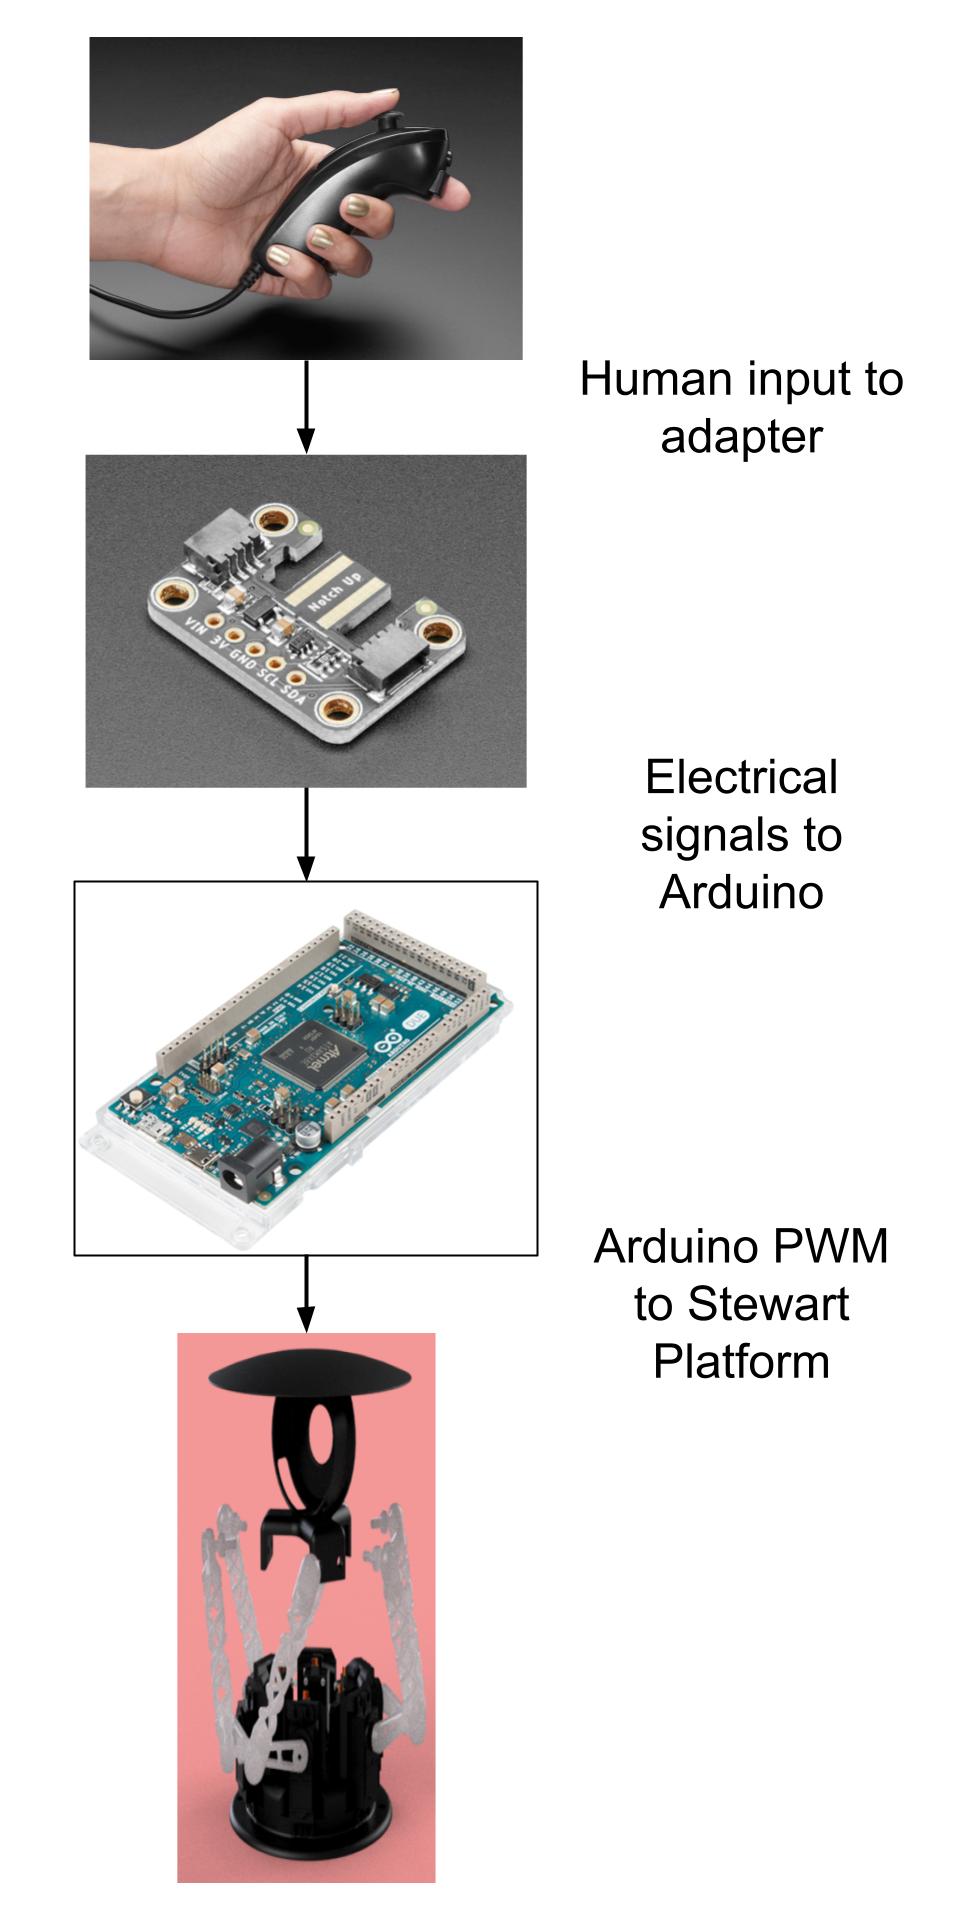 Human input to
adapter
Notch Up
VIN 3V GND SCL SDA
Electrical
signals to
Arduino
DUE
ARDUINO
Atmel
Arduino PWM
to Stewart
Platform